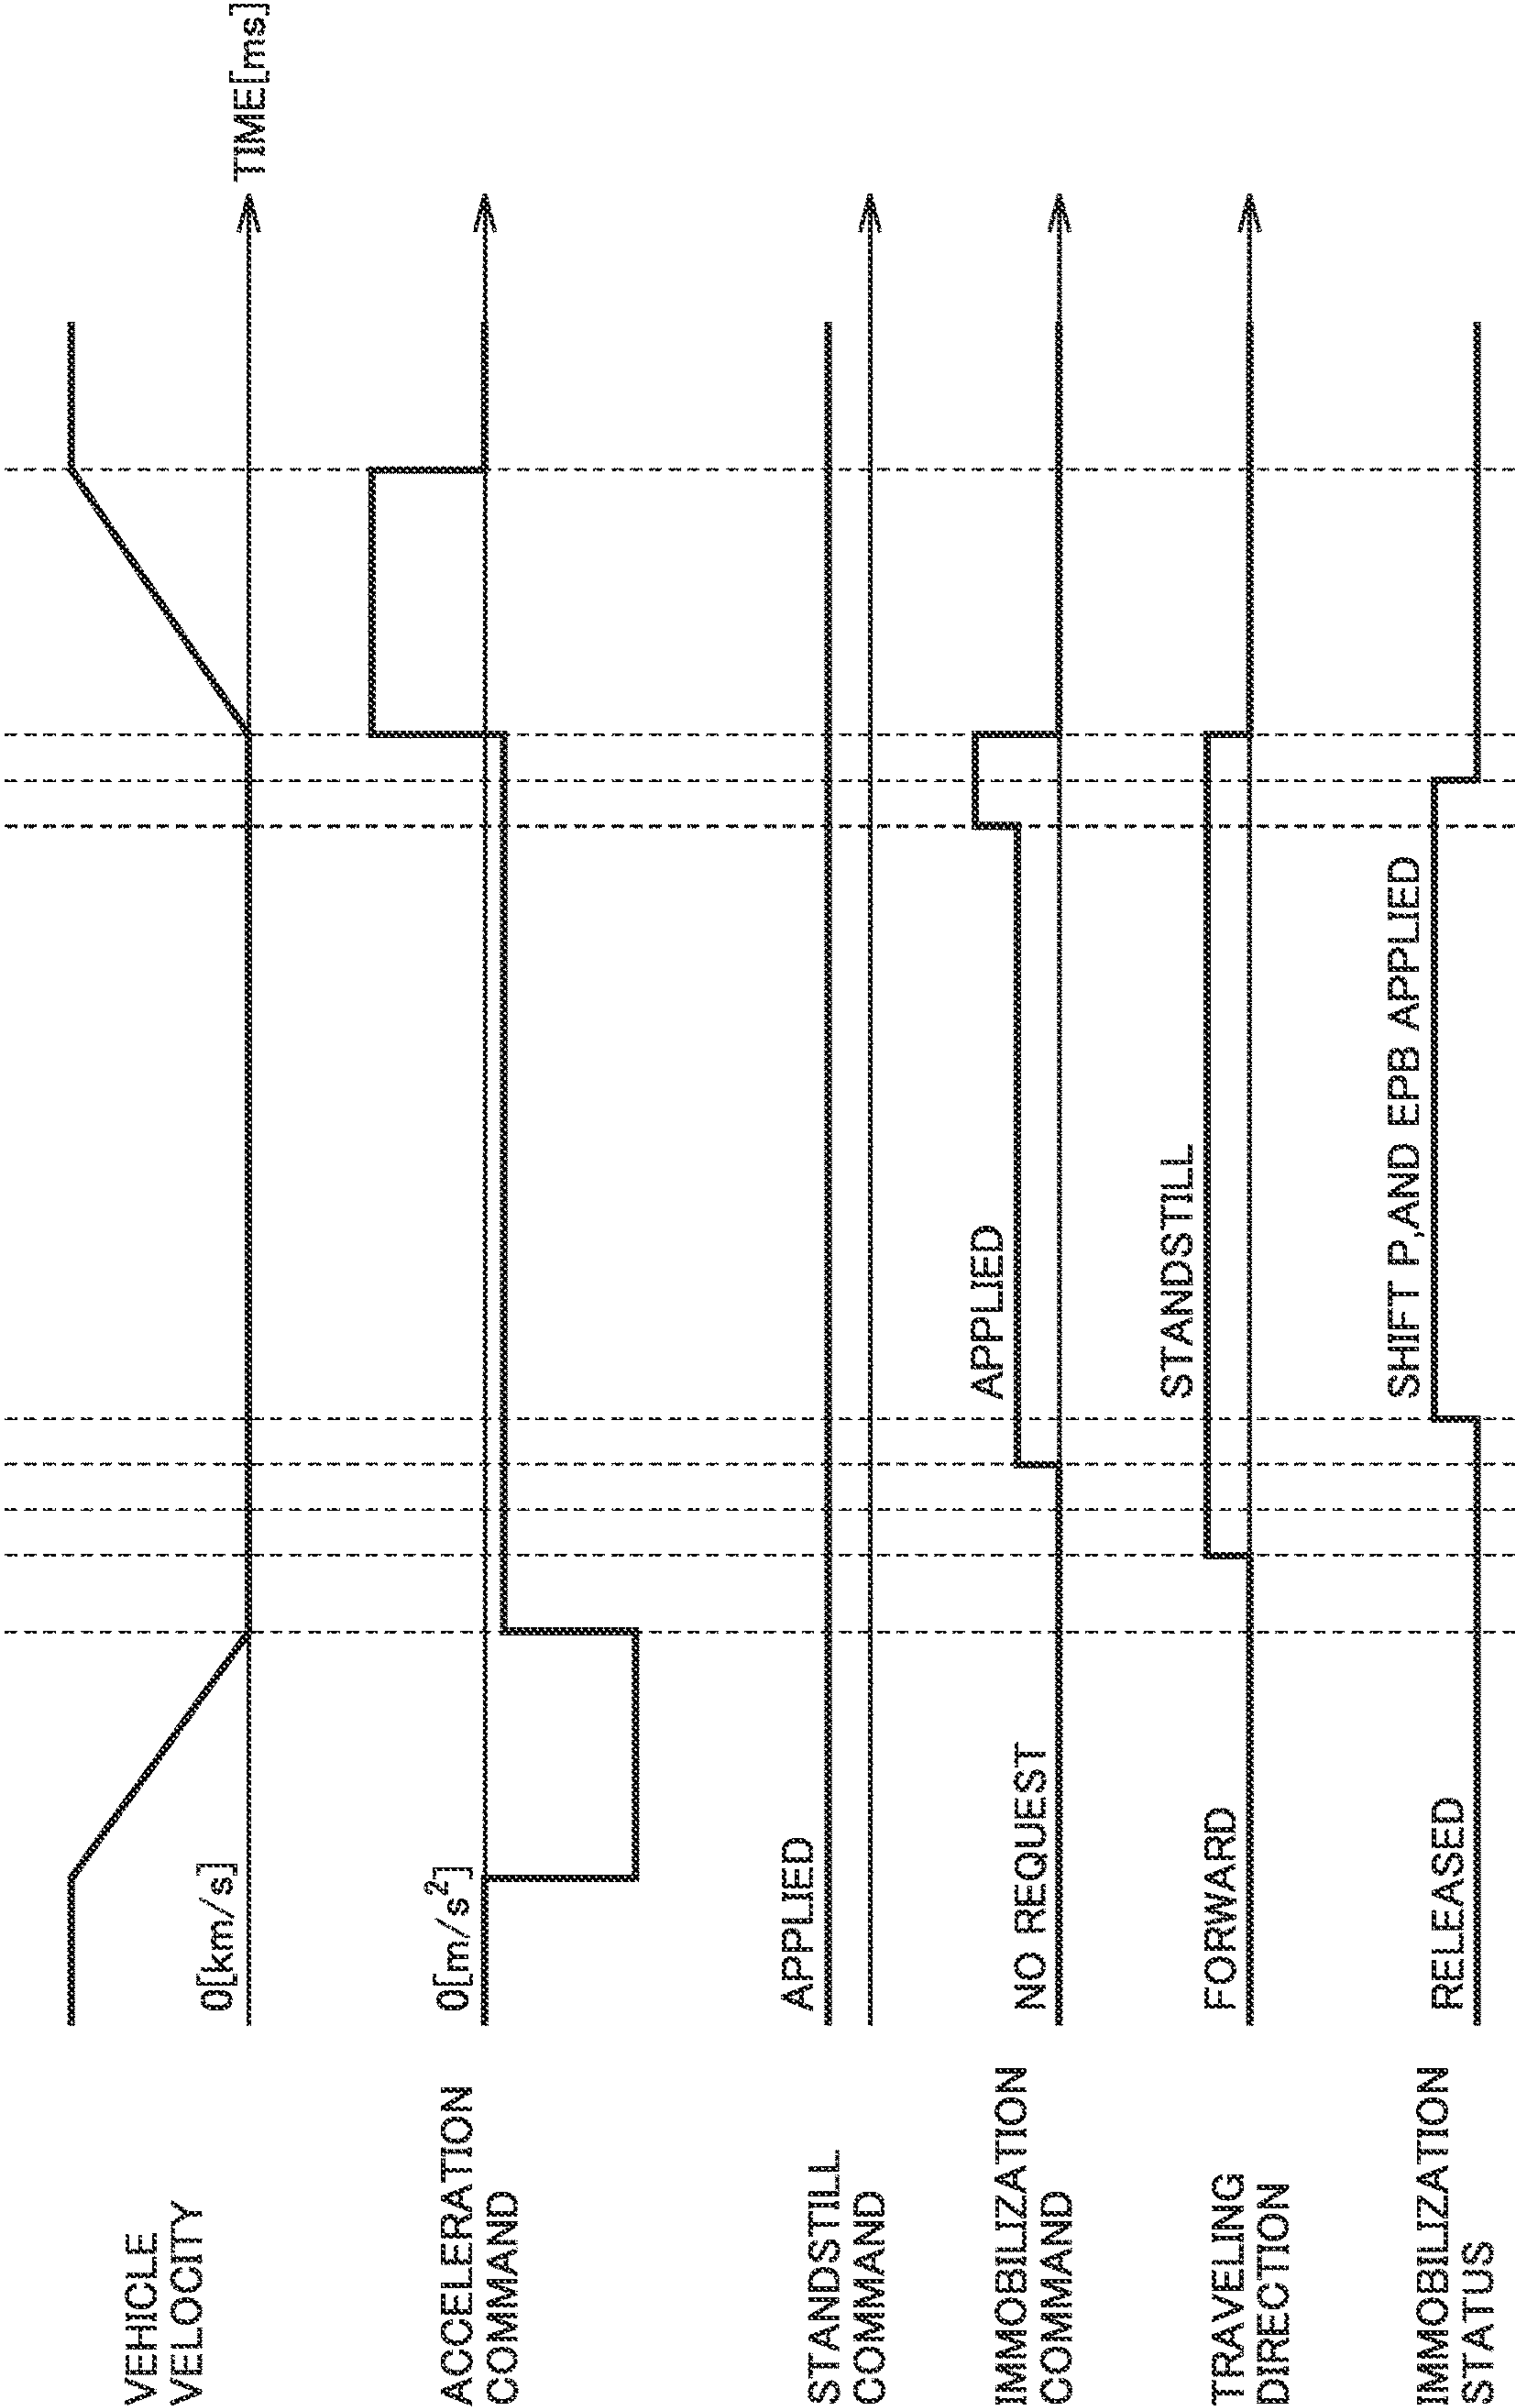 VEHICLE
VELOCITY
0[km/s]
TIME[ms]
ACCELERATION
COMMAND
0[m/s²]
STANDSTILL
COMMAND
APPLIED
IMMOBILIZATION
COMMAND
NO REQUEST
APPLIED
TRAVELING
DIRECTION
FORWARD
STANDSTILL
IMMOBILIZATION
STATUS
RELEASED
SHIFT P,AND EPB APPLIED